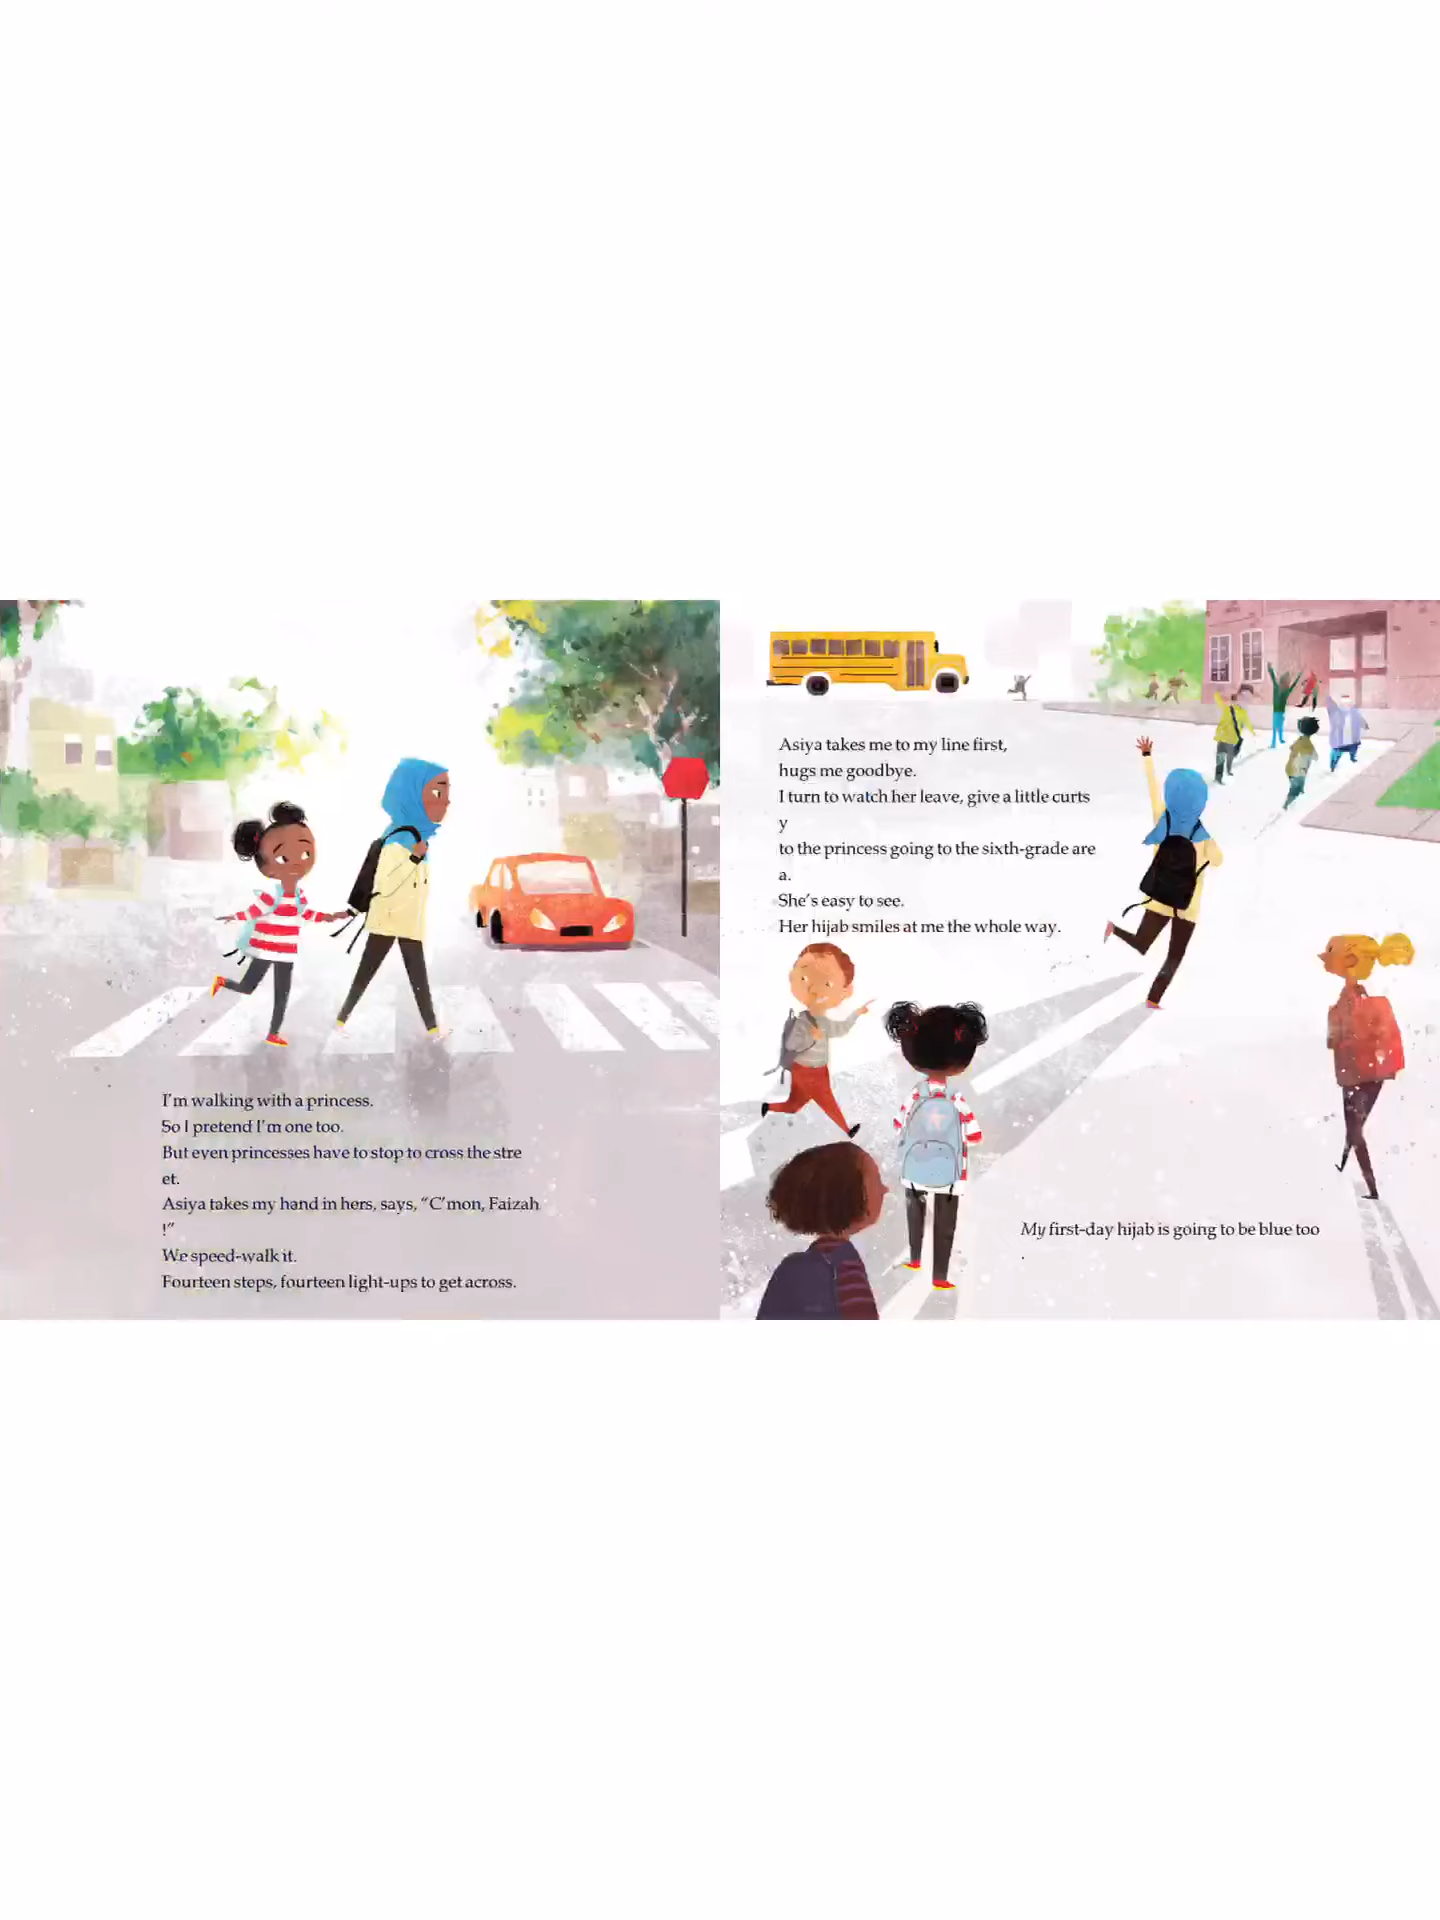 I'm walking with a princess.
So I pretend I'm one too.
But even princesses have to stop to cross the stre
et.
Asiya takes my hand in hers, says, “C'mon, Faizah
!”
We speed-walk it.
Fourteen steps, fourteen light-ups to get across.
Asiya takes me to my line first,
hugs me goodbye.
I turn to watch her leave, give a little curts
y
to the princess going to the sixth-grade are
a.
She's easy to see.
Her hijab smiles at me the whole way.
My first-day hijab is going to be blue too
.